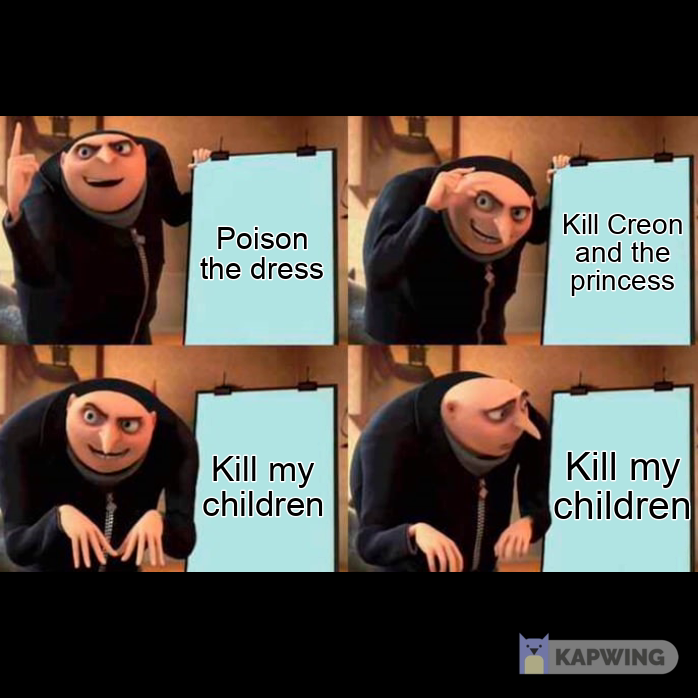 Poison
the dress
Kill Creon
and the
princess
Kill my
children
Kill my
children
KAPWING